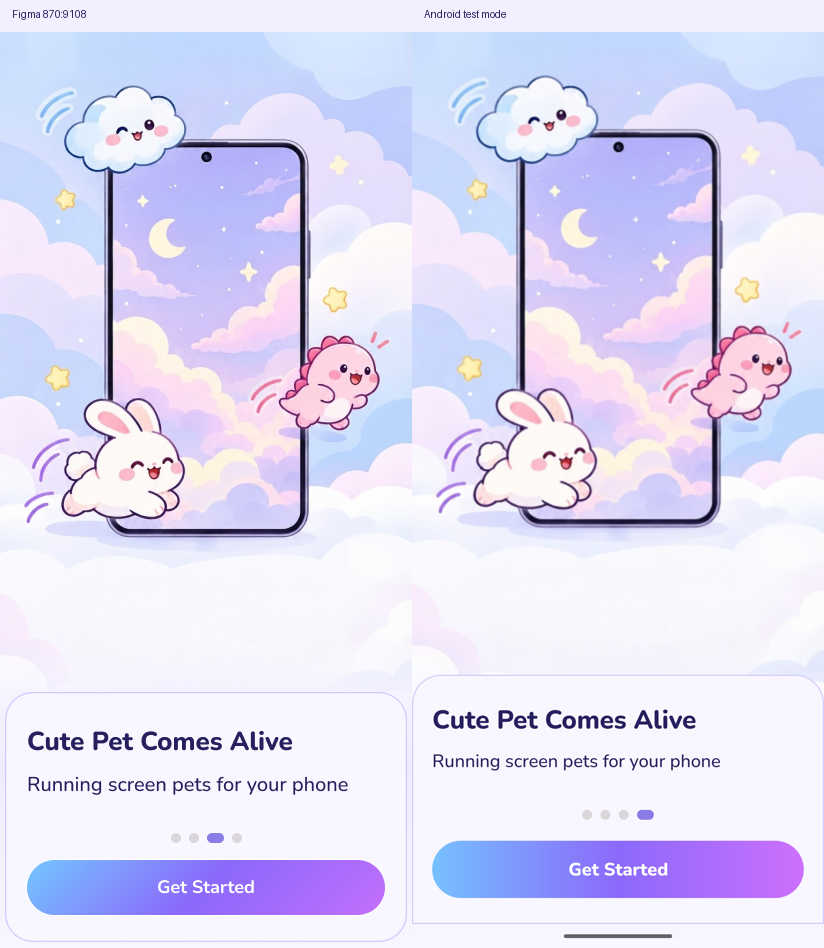 Figma 870:9108
Android test mode
Cute Pet Comes Alive
Running screen pets for your phone
Get Started
Cute Pet Comes Alive
Running screen pets for your phone
Get Started